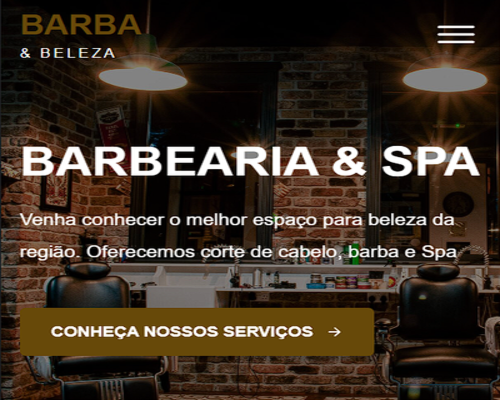 BARBA
& BELEZA
BARBEARIA & SPA
Venha conhecer o melhor espaço para beleza da
região. Oferecemos corte de cabelo, barba e Spa
CONHEÇA NOSSOS SERVIÇOS →